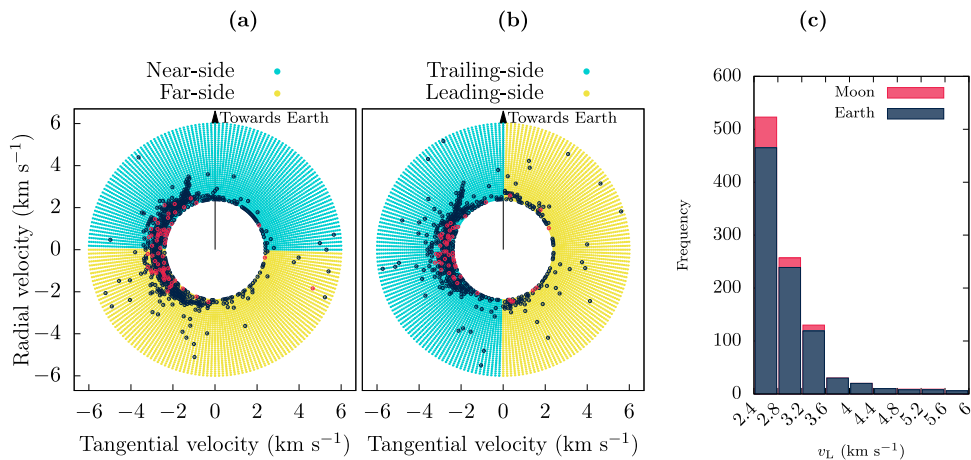 (a)
(b)
(c)
Near-side
Far-side
Trailing-side
Leading-side
Towards Earth
Towards Earth
Radial velocity (km s−1)
6
4
2
0
−2
−4
−6
−6 −4 −2 0 2 4 6
−6 −4 −2 0 2 4 6
Tangential velocity (km s−1)
Tangential velocity (km s−1)
Moon
Earth
Frequency
600
500
400
300
200
100
0
2.4 2.8 3.2 3.6 4 4.4 4.8 5.2 5.6 6
vL (km s−1)